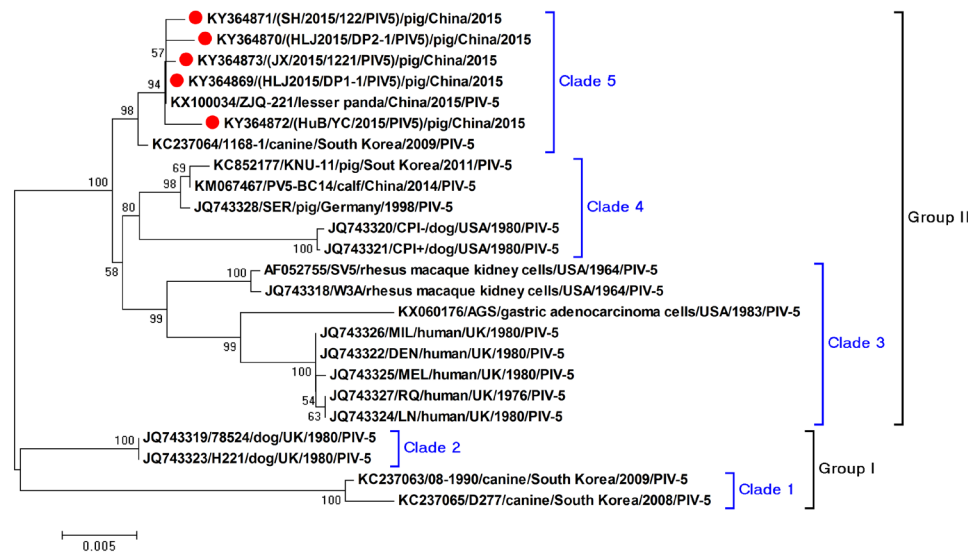 KY364871/(SH/2015/122/PIV5)/pig/China/2015
57
KY364870/(HLJ2015/DP2-1/PIV5)/pig/China/2015
KY364873/(JX/2015/1221/PIV5)/pig/China/2015
94
KY364869/(HLJ2015/DP1-1/PIV5)/pig/China/2015
Clade 5
KX100034/ZJQ-221/lesser panda/China/2015/PIV-5
98
KY364872/(HuB/YC/2015/PIV5)/pig/China/2015
KC237064/1168-1/canine/South Korea/2009/PIV-5
69
KC852177/KNU-11/pig/Sout Korea/2011/PIV-5
100
98
KM067467/PV5-BC14/calf/China/2014/PIV-5
80
JQ743328/SER/pig/Germany/1998/PIV-5
Clade 4
Group II
JQ743320/CPI-/dog/USA/1980/PIV-5
100
JQ743321/CPI+/dog/USA/1980/PIV-5
58
AF052755/SV5/rhesus macaque kidney cells/USA/1964/PIV-5
100
JQ743318/W3A/rhesus macaque kidney cells/USA/1964/PIV-5
99
KX060176/AGS/gastric adenocarcinoma cells/USA/1983/PIV-5
JQ743326/MIL/human/UK/1980/PIV-5
99
Clade 3
JQ743322/DEN/human/UK/1980/PIV-5
100
JQ743325/MEL/human/UK/1980/PIV-5
54
JQ743327/RQ/human/UK/1976/PIV-5
63
JQ743324/LN/human/UK/1980/PIV-5
100
JQ743319/78524/dog/UK/1980/PIV-5
Clade 2
JQ743323/H221/dog/UK/1980/PIV-5
Group I
KC237063/08-1990/canine/South Korea/2009/PIV-5
Clade 1
100
KC237065/D277/canine/South Korea/2008/PIV-5
0.005